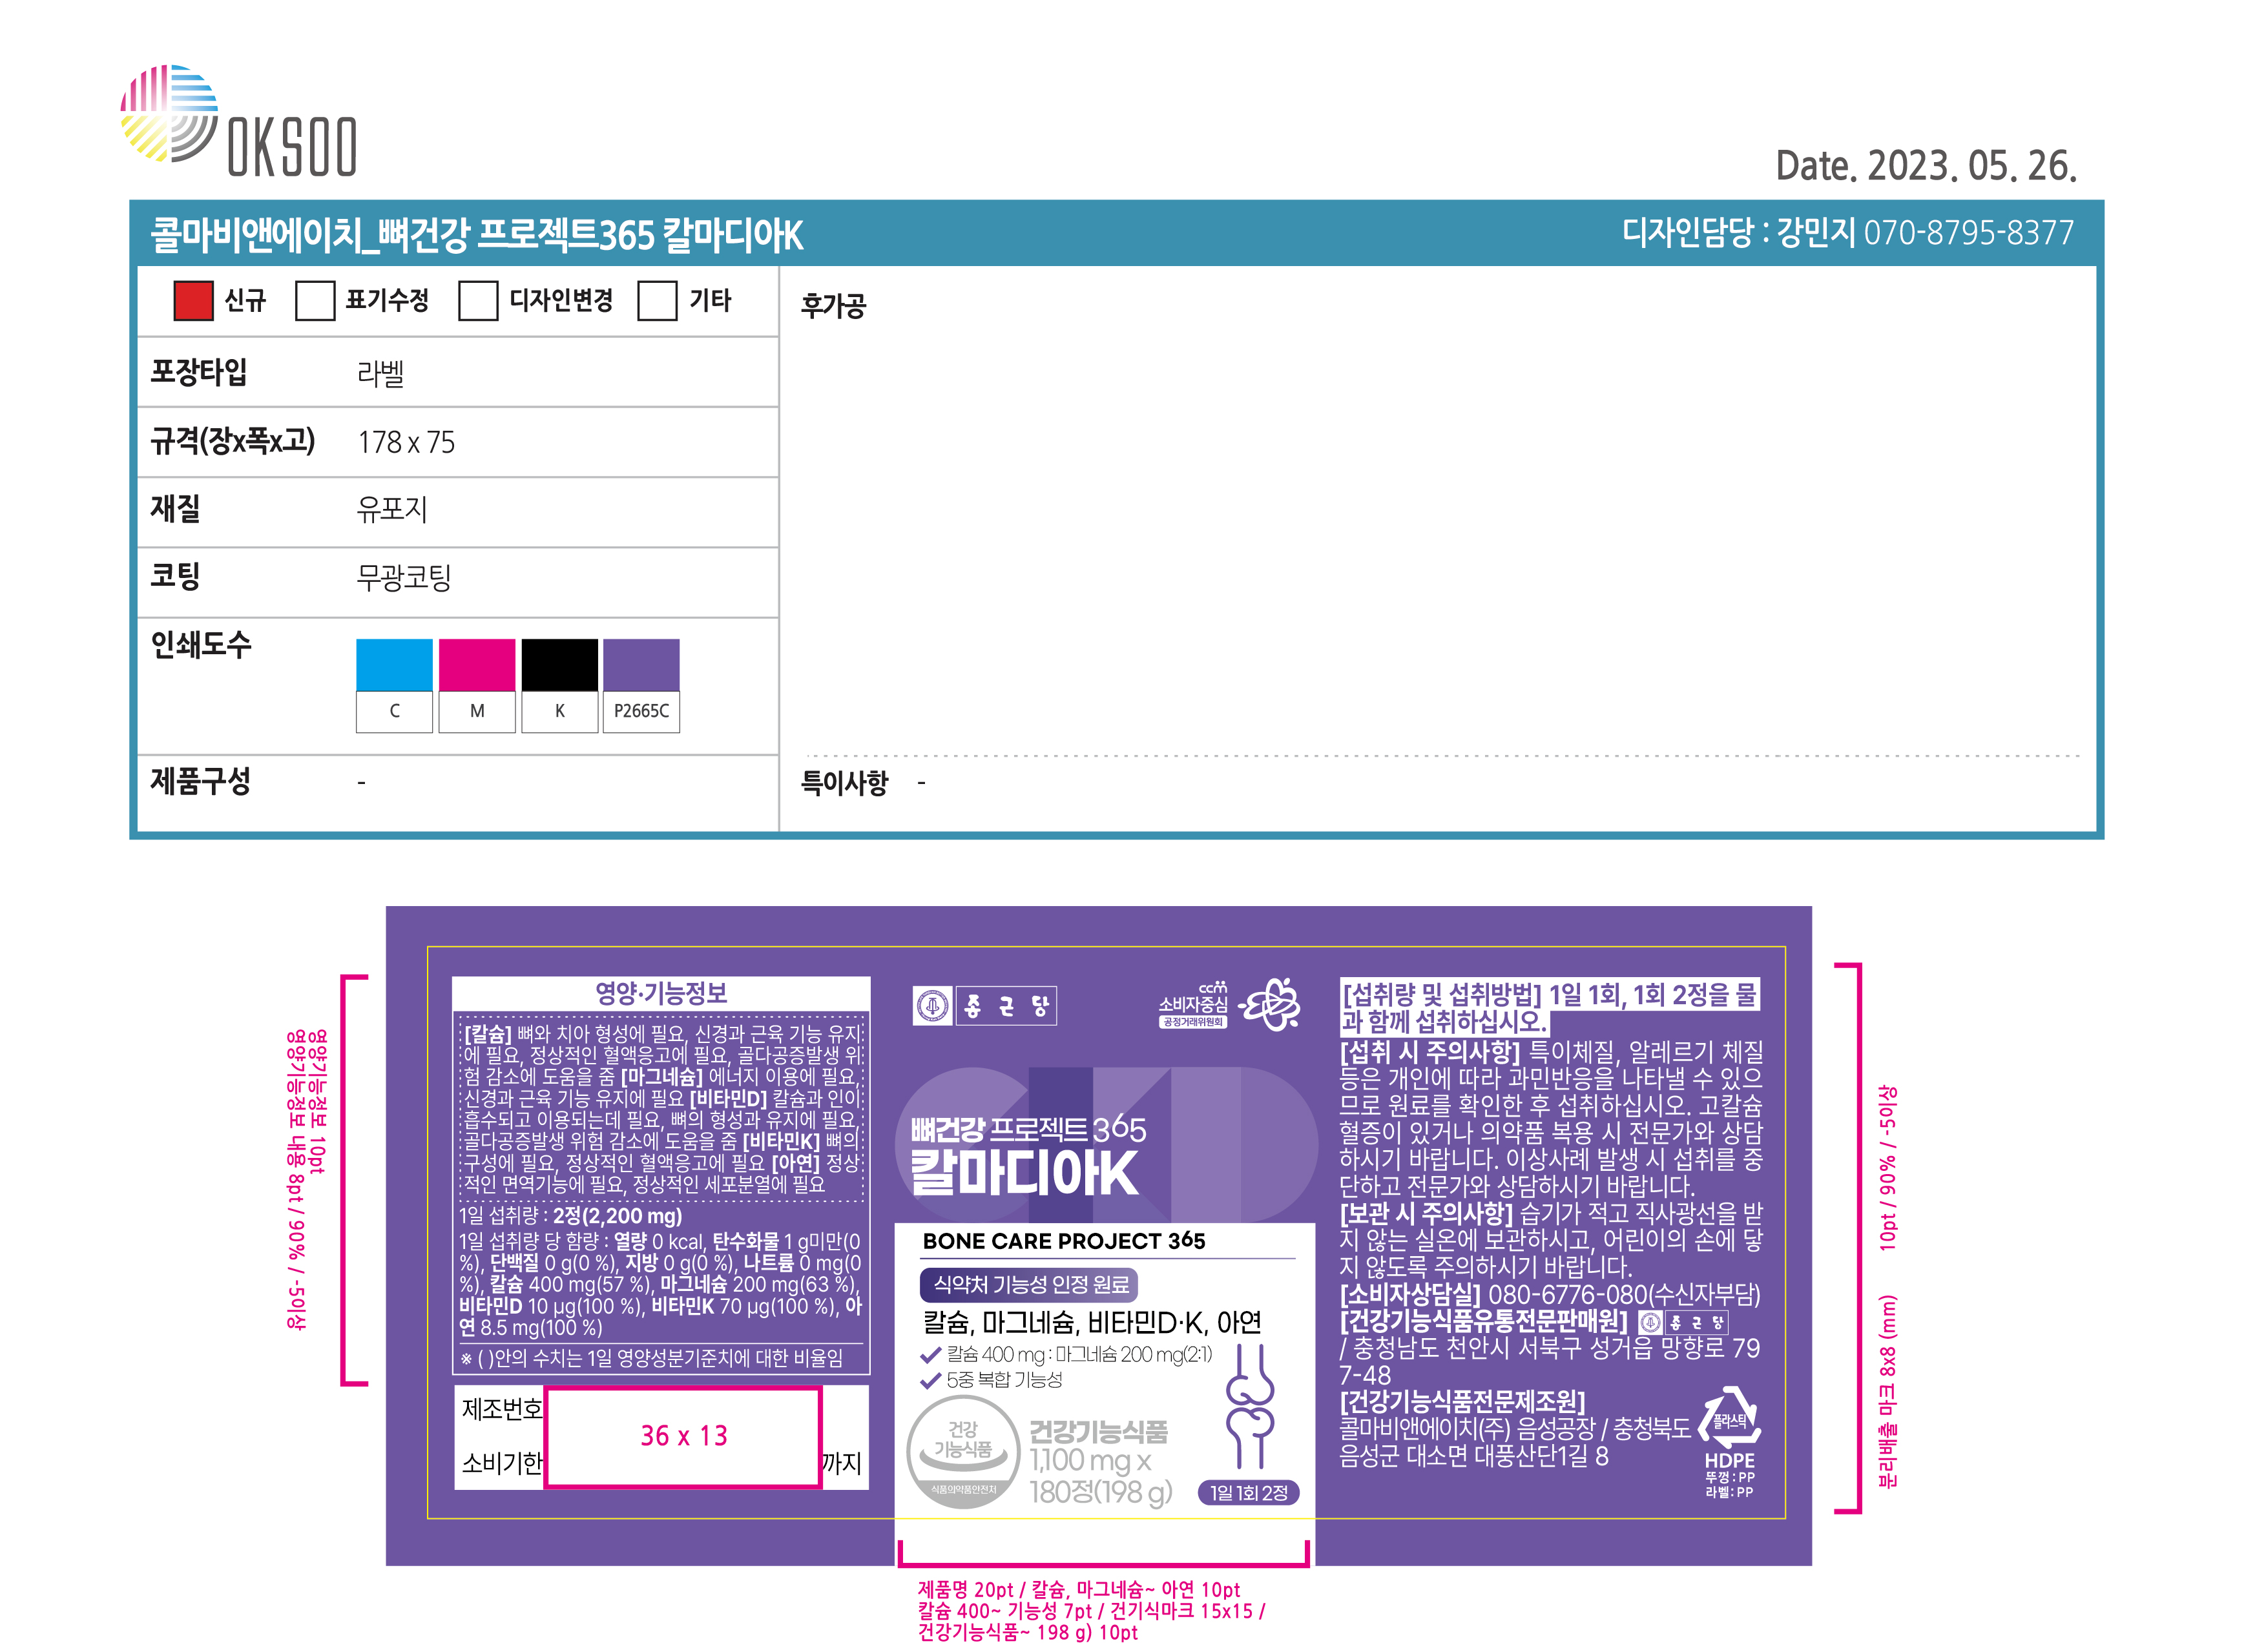 OKSOO
Date. 2023. 05. 26.
콜마비앤에이치_뼈건강 프로젝트365 칼마디아K
디자인담당 : 강민지 070-8795-8377
신규 표기수정 디자인변경 기타
후가공
포장타입 라벨
규격(장x폭x고) 178 x 75
재질 유포지
코팅 무광코팅
인쇄도수
C M K P2665C
제품구성 -
특이사항 -
영양기능정보 10pt
영양기능정보 내용 8pt / 90% / -5이상
영양·기능정보
[칼슘] 뼈와 치아 형성에 필요, 신경과 근육 기능 유지
에 필요, 정상적인 혈액응고에 필요, 골다공증발생 위
험 감소에 도움을 줌 [마그네슘] 에너지 이용에 필요,
신경과 근육 기능 유지에 필요 [비타민D] 칼슘과 인이
흡수되고 이용되는데 필요, 뼈의 형성과 유지에 필요,
골다공증발생 위험 감소에 도움을 줌 [비타민K] 뼈의
구성에 필요, 정상적인 혈액응고에 필요 [아연] 정상
적인 면역기능에 필요, 정상적인 세포분열에 필요
1일 섭취량 : 2정(2,200 mg)
1일 섭취량 당 함량 : 열량 0 kcal, 탄수화물 1 g미만(0
%), 단백질 0 g(0 %), 지방 0 g(0 %), 나트륨 0 mg(0
%), 칼슘 400 mg(57 %), 마그네슘 200 mg(63 %),
비타민D 10 µg(100 %), 비타민K 70 µg(100 %), 아
연 8.5 mg(100 %)
※ ( )안의 수치는 1일 영양성분기준치에 대한 비율임
제조번호
36 x 13
소비기한 까지
종근당
ccm
소비자중심
공정거래위원회
CKD
뼈건강 프로젝트 365
칼마디아K
BONE CARE PROJECT 365
식약처 기능성 인정 원료
칼슘, 마그네슘, 비타민D·K, 아연
칼슘 400 mg : 마그네슘 200 mg(2:1)
5중 복합 기능성
건강
기능식품
식품의약품안전처
건강기능식품
1,100 mg x
180정(198 g)
1일 1회 2정
[섭취량 및 섭취방법] 1일 1회, 1회 2정을 물
과 함께 섭취하십시오.
[섭취 시 주의사항] 특이체질, 알레르기 체질
등은 개인에 따라 과민반응을 나타낼 수 있으
므로 원료를 확인한 후 섭취하십시오. 고칼슘
혈증이 있거나 의약품 복용 시 전문가와 상담
하시기 바랍니다. 이상사례 발생 시 섭취를 중
단하고 전문가와 상담하시기 바랍니다.
[보관 시 주의사항] 습기가 적고 직사광선을 받
지 않는 실온에 보관하시고, 어린이의 손에 닿
지 않도록 주의하시기 바랍니다.
[소비자상담실] 080-6776-080(수신자부담)
[건강기능식품유통전문판매원] 종근당
/ 충청남도 천안시 서북구 성거읍 망향로 79
7-48
[건강기능식품전문제조원]
콜마비앤에이치(주) 음성공장 / 충청북도
음성군 대소면 대풍산단1길 8
플라스틱
HDPE
뚜껑 : PP
라벨 : PP
10pt / 90% / -5이상
분리배출 마크 8x8 (mm)
제품명 20pt / 칼슘, 마그네슘~ 아연 10pt
칼슘 400~ 기능성 7pt / 건기식마크 15x15 /
건강기능식품~ 198 g) 10pt